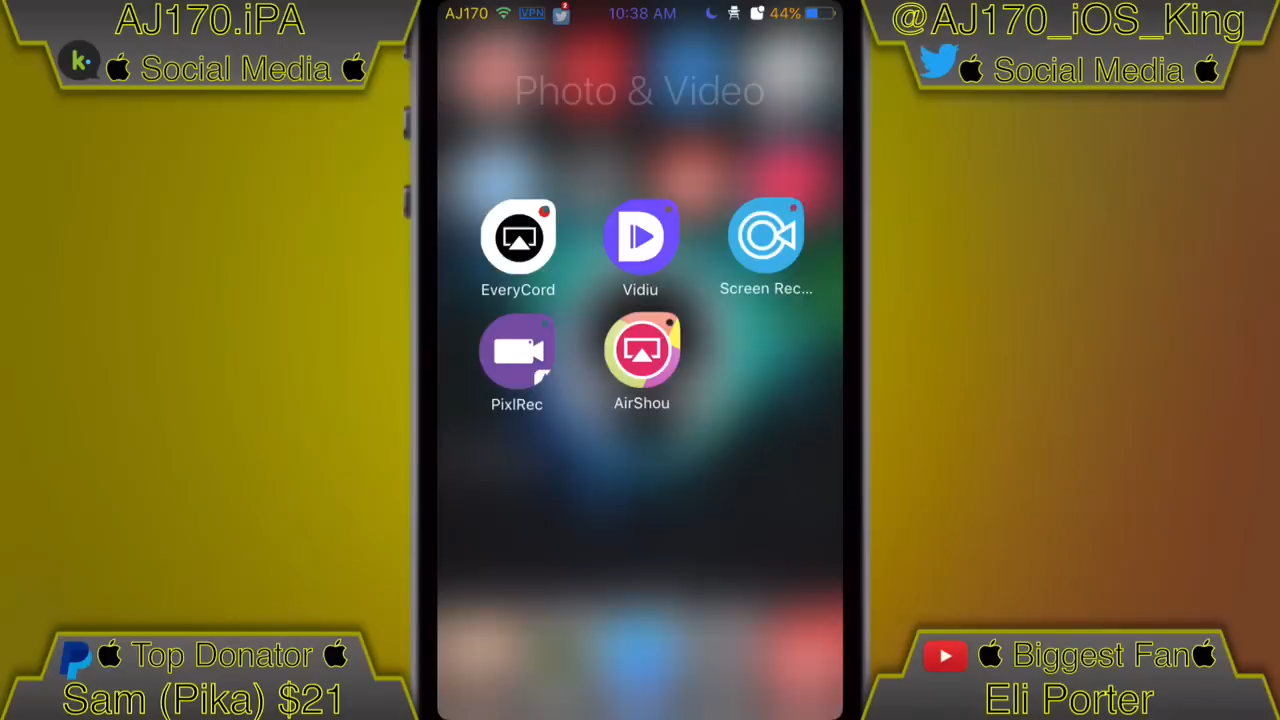 AJ170.iPA
Social Media
@AJ170_iOS_King
Social Media
AJ170 VPN 2 10:38 AM 44%
Photo & Video
EveryCord
Vidiu
Screen Rec...
PixlRec
AirShou
Top Donator
Sam (Pika) $21
Biggest Fan
Eli Porter